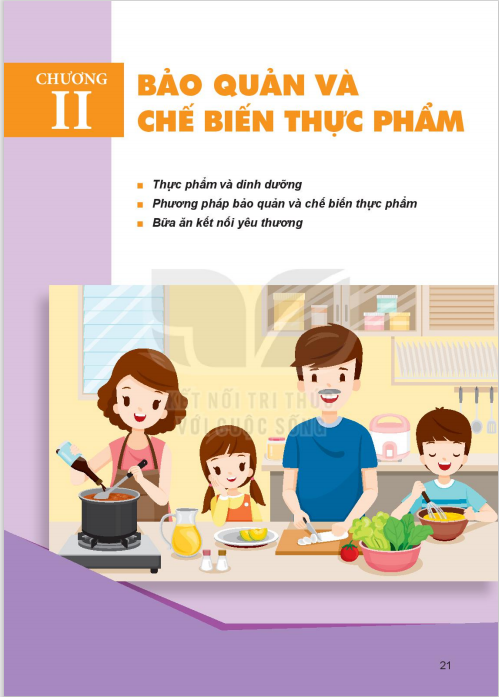 CHƯƠNG
II
BẢO QUẢN VÀ
CHẾ BIẾN THỰC PHẨM
Thực phẩm và dinh dưỡng
Phương pháp bảo quản và chế biến thực phẩm
Bữa ăn kết nối yêu thương
KẾT NỐI TRI THỨC
VỚI CUỘC SỐNG
21